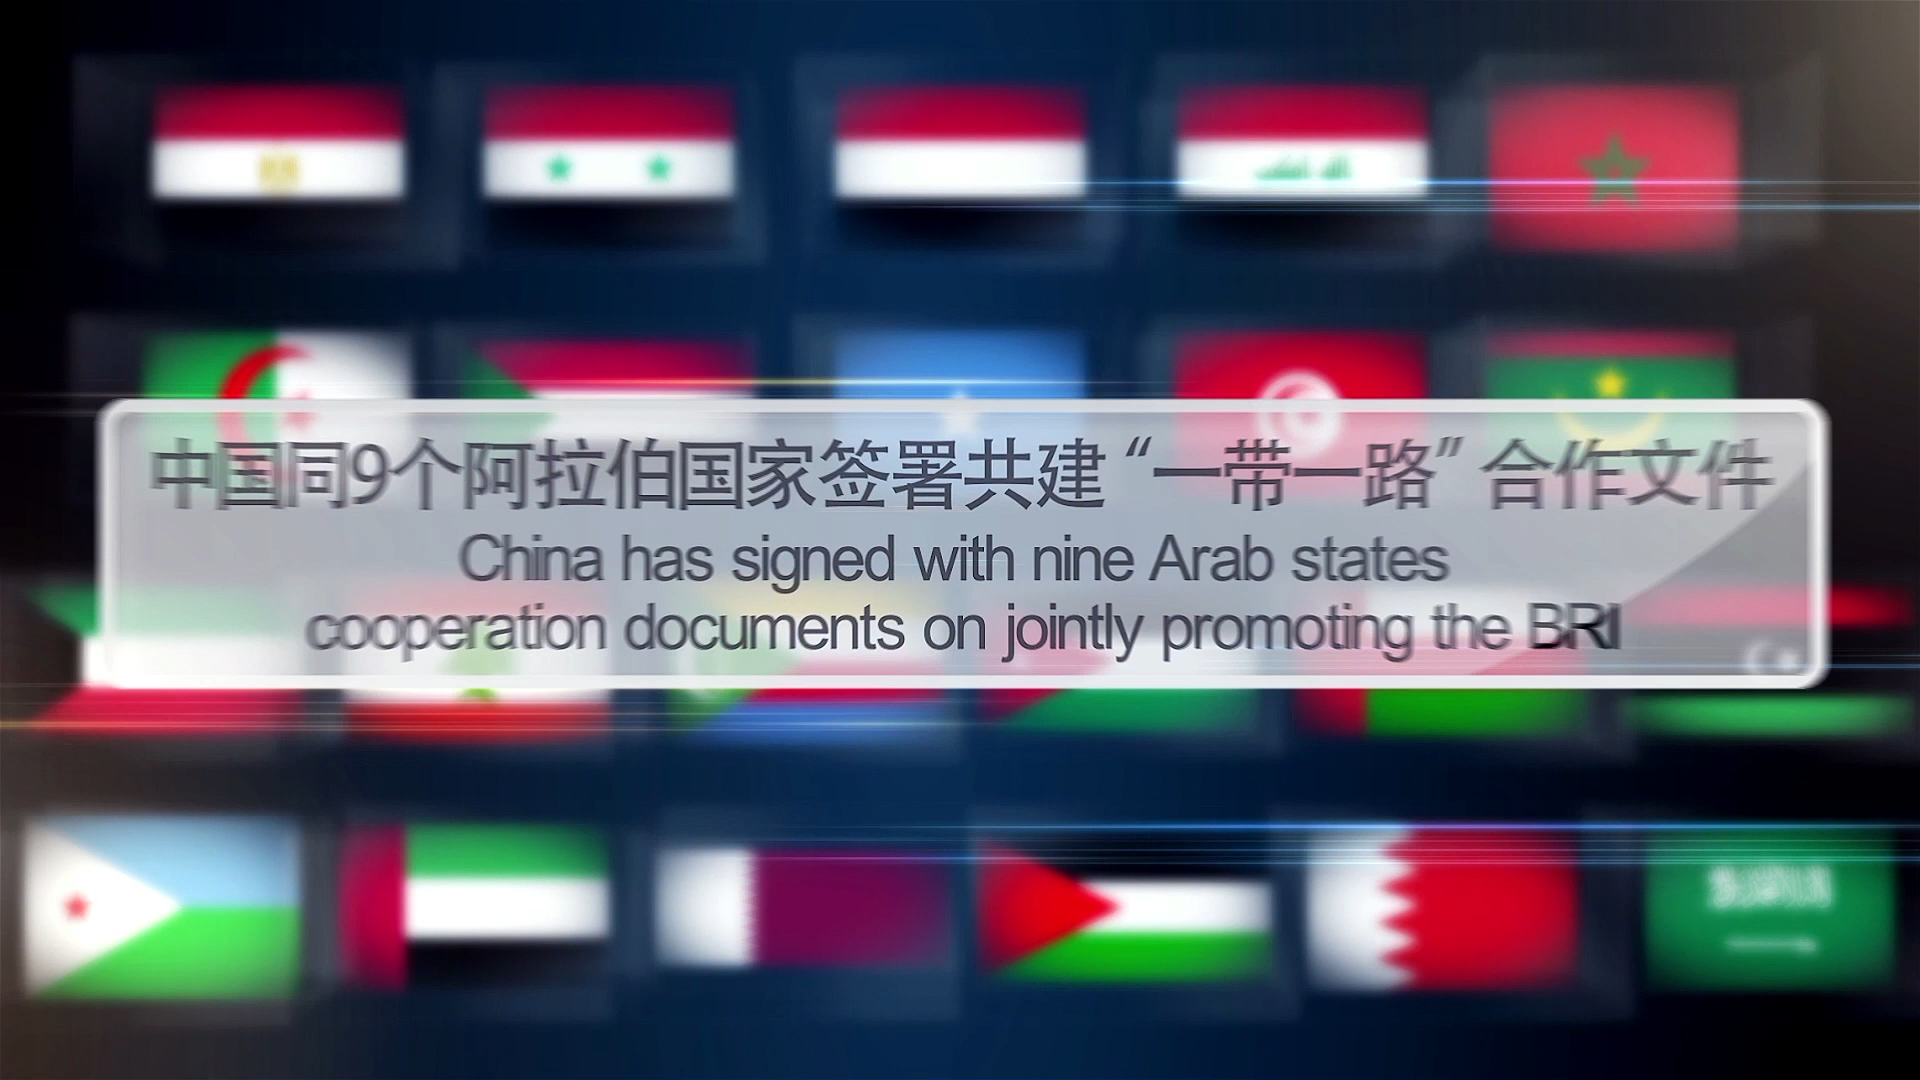 中国同9个阿拉伯国家签署共建“一带一路”合作文件
China has signed with nine Arab states
cooperation documents on jointly promoting the BRI